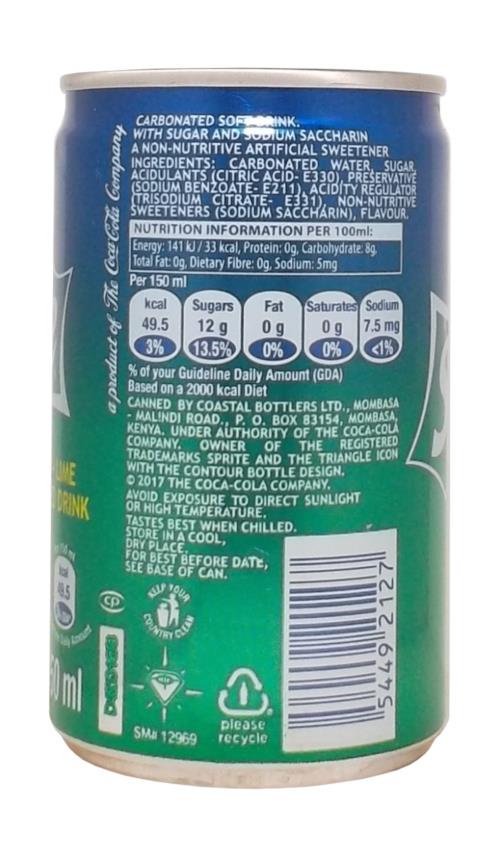 a product of The Coca-Cola Company
CARBONATED SOFT DRINK.
WITH SUGAR AND SODIUM SACCHARIN
A NON-NUTRITIVE ARTIFICIAL SWEETENER
INGREDIENTS: CARBONATED WATER, SUGAR,
ACIDULANTS (CITRIC ACID- E330), PRESERVATIVE
(SODIUM BENZOATE- E211), ACIDITY REGULATOR
(TRISODIUM CITRATE- E331), NON-NUTRITIVE
SWEETENERS (SODIUM SACCHARIN), FLAVOUR.
NUTRITION INFORMATION PER 100ml:
Energy: 141 kJ / 33 kcal, Protein: 0g, Carbohydrate: 8g,
Total Fat: 0g, Dietary Fibre: 0g, Sodium: 5mg
Per 150 ml
kcal Sugars Fat Saturates Sodium
49.5 12 g 0 g 0 g 7.5 mg
3% 13.5% 0% 0% <1%
% of your Guideline Daily Amount (GDA)
Based on a 2000 kcal Diet
CANNED BY COASTAL BOTTLERS LTD., MOMBASA
- MALINDI ROAD., P. O. BOX 83154, MOMBASA,
KENYA. UNDER AUTHORITY OF THE COCA-COLA
COMPANY. OWNER OF THE REGISTERED
TRADEMARKS SPRITE AND THE TRIANGLE ICON
WITH THE CONTOUR BOTTLE DESIGN.
© 2017 THE COCA-COLA COMPANY.
AVOID EXPOSURE TO DIRECT SUNLIGHT
OR HIGH TEMPERATURE.
TASTES BEST WHEN CHILLED.
STORE IN A COOL,
DRY PLACE.
FOR BEST BEFORE DATE,
SEE BASE OF CAN.
LIME
DRINK
kcal
49.5
ml
CP
KEEP YOUR
COUNTRY CLEAN
SM# 12969
please
recycle
5449 2127